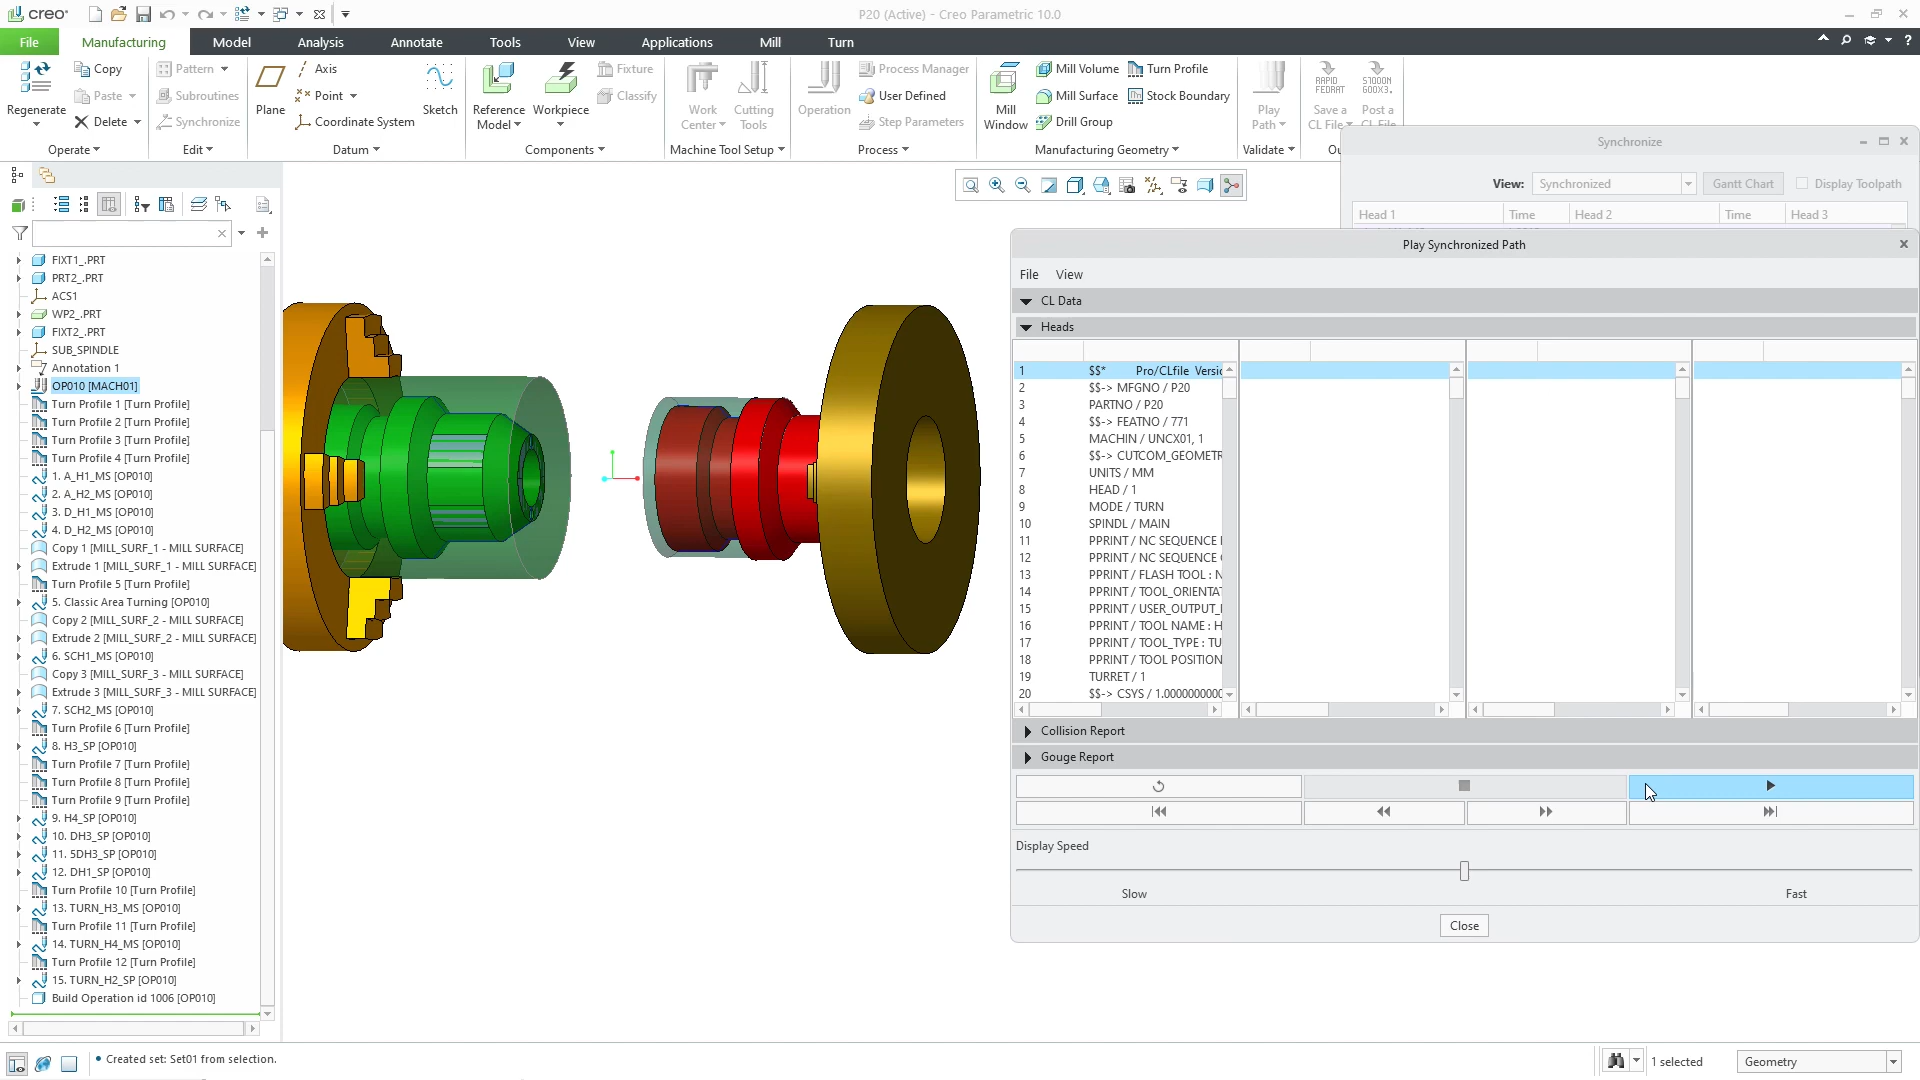 creo
P20 (Active) - Creo Parametric 10.0
File Manufacturing Model Analysis Annotate Tools View Applications Mill Turn
Regenerate
Copy
Paste
Delete
Operate
Pattern
Subroutines
Synchronize
Edit
Plane
Axis
Point
Coordinate System
Sketch
Datum
Reference Model
Workpiece
Fixture
Classify
Components
Work Center
Cutting Tools
Machine Tool Setup
Operation
Process Manager
User Defined
Step Parameters
Process
Mill Window
Mill Volume
Mill Surface
Drill Group
Turn Profile
Stock Boundary
Manufacturing Geometry
Play Path
Validate
RAPID
FEDRAT
Save a
CL File
S1000N
G00X3.
Post a
CL File
Ou
Synchronize
View: Synchronized Gantt Chart Display Toolpath
Head 1 Time Head 2 Time Head 3
FIXT1_.PRT
PRT2_.PRT
ACS1
WP2_.PRT
FIXT2_.PRT
SUB_SPINDLE
Annotation 1
OP010 [MACH01]
Turn Profile 1 [Turn Profile]
Turn Profile 2 [Turn Profile]
Turn Profile 3 [Turn Profile]
Turn Profile 4 [Turn Profile]
1. A_H1_MS [OP010]
2. A_H2_MS [OP010]
3. D_H1_MS [OP010]
4. D_H2_MS [OP010]
Copy 1 [MILL_SURF_1 - MILL SURFACE]
Extrude 1 [MILL_SURF_1 - MILL SURFACE]
Turn Profile 5 [Turn Profile]
5. Classic Area Turning [OP010]
Copy 2 [MILL_SURF_2 - MILL SURFACE]
Extrude 2 [MILL_SURF_2 - MILL SURFACE]
6. SCH1_MS [OP010]
Copy 3 [MILL_SURF_3 - MILL SURFACE]
Extrude 3 [MILL_SURF_3 - MILL SURFACE]
7. SCH2_MS [OP010]
Turn Profile 6 [Turn Profile]
8. H3_SP [OP010]
Turn Profile 7 [Turn Profile]
Turn Profile 8 [Turn Profile]
Turn Profile 9 [Turn Profile]
9. H4_SP [OP010]
10. DH3_SP [OP010]
11. 5DH3_SP [OP010]
12. DH1_SP [OP010]
Turn Profile 10 [Turn Profile]
13. TURN_H3_MS [OP010]
Turn Profile 11 [Turn Profile]
14. TURN_H4_MS [OP010]
Turn Profile 12 [Turn Profile]
15. TURN_H2_SP [OP010]
Build Operation id 1006 [OP010]
Play Synchronized Path
File View
CL Data
Heads
1 $$* Pro/CLfile Versic
2 $$-> MFGNO / P20
3 PARTNO / P20
4 $$-> FEATNO / 771
5 MACHIN / UNCX01, 1
6 $$-> CUTCOM_GEOMETR
7 UNITS / MM
8 HEAD / 1
9 MODE / TURN
10 SPINDL / MAIN
11 PPRINT / NC SEQUENCE
12 PPRINT / NC SEQUENCE
13 PPRINT / FLASH TOOL : N
14 PPRINT / TOOL_ORIENTA
15 PPRINT / USER_OUTPUT_
16 PPRINT / TOOL NAME : H
17 PPRINT / TOOL_TYPE : TU
18 PPRINT / TOOL POSITION
19 TURRET / 1
20 $$-> CSYS / 1.0000000000
Collision Report
Gouge Report
Display Speed
Slow Fast
Close
• Created set: Set01 from selection.
1 selected Geometry